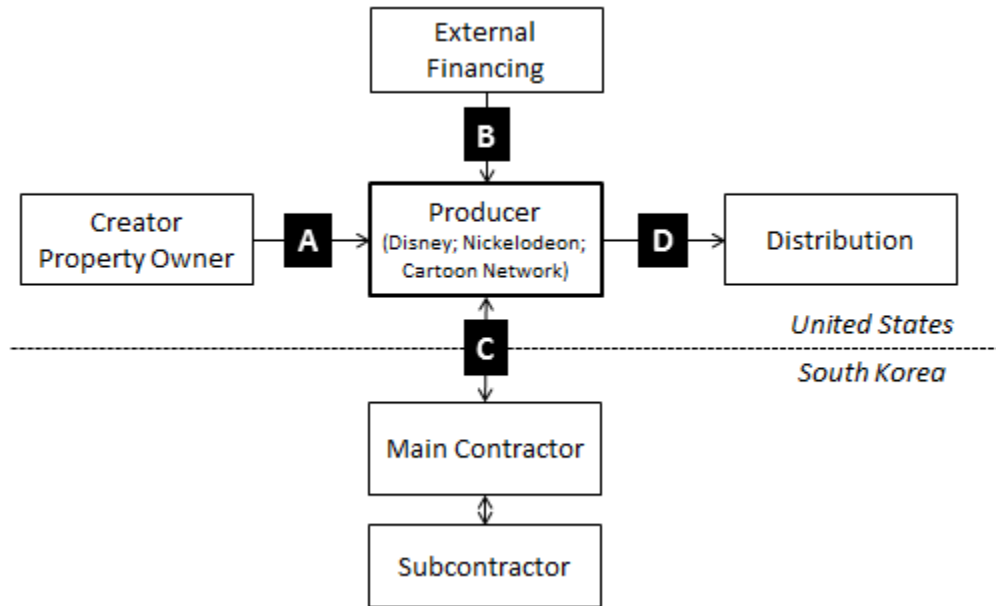 External
Financing
B
Creator
Property Owner
A
Producer
(Disney; Nickelodeon;
Cartoon Network)
D
Distribution
United States
C
South Korea
Main Contractor
Subcontractor